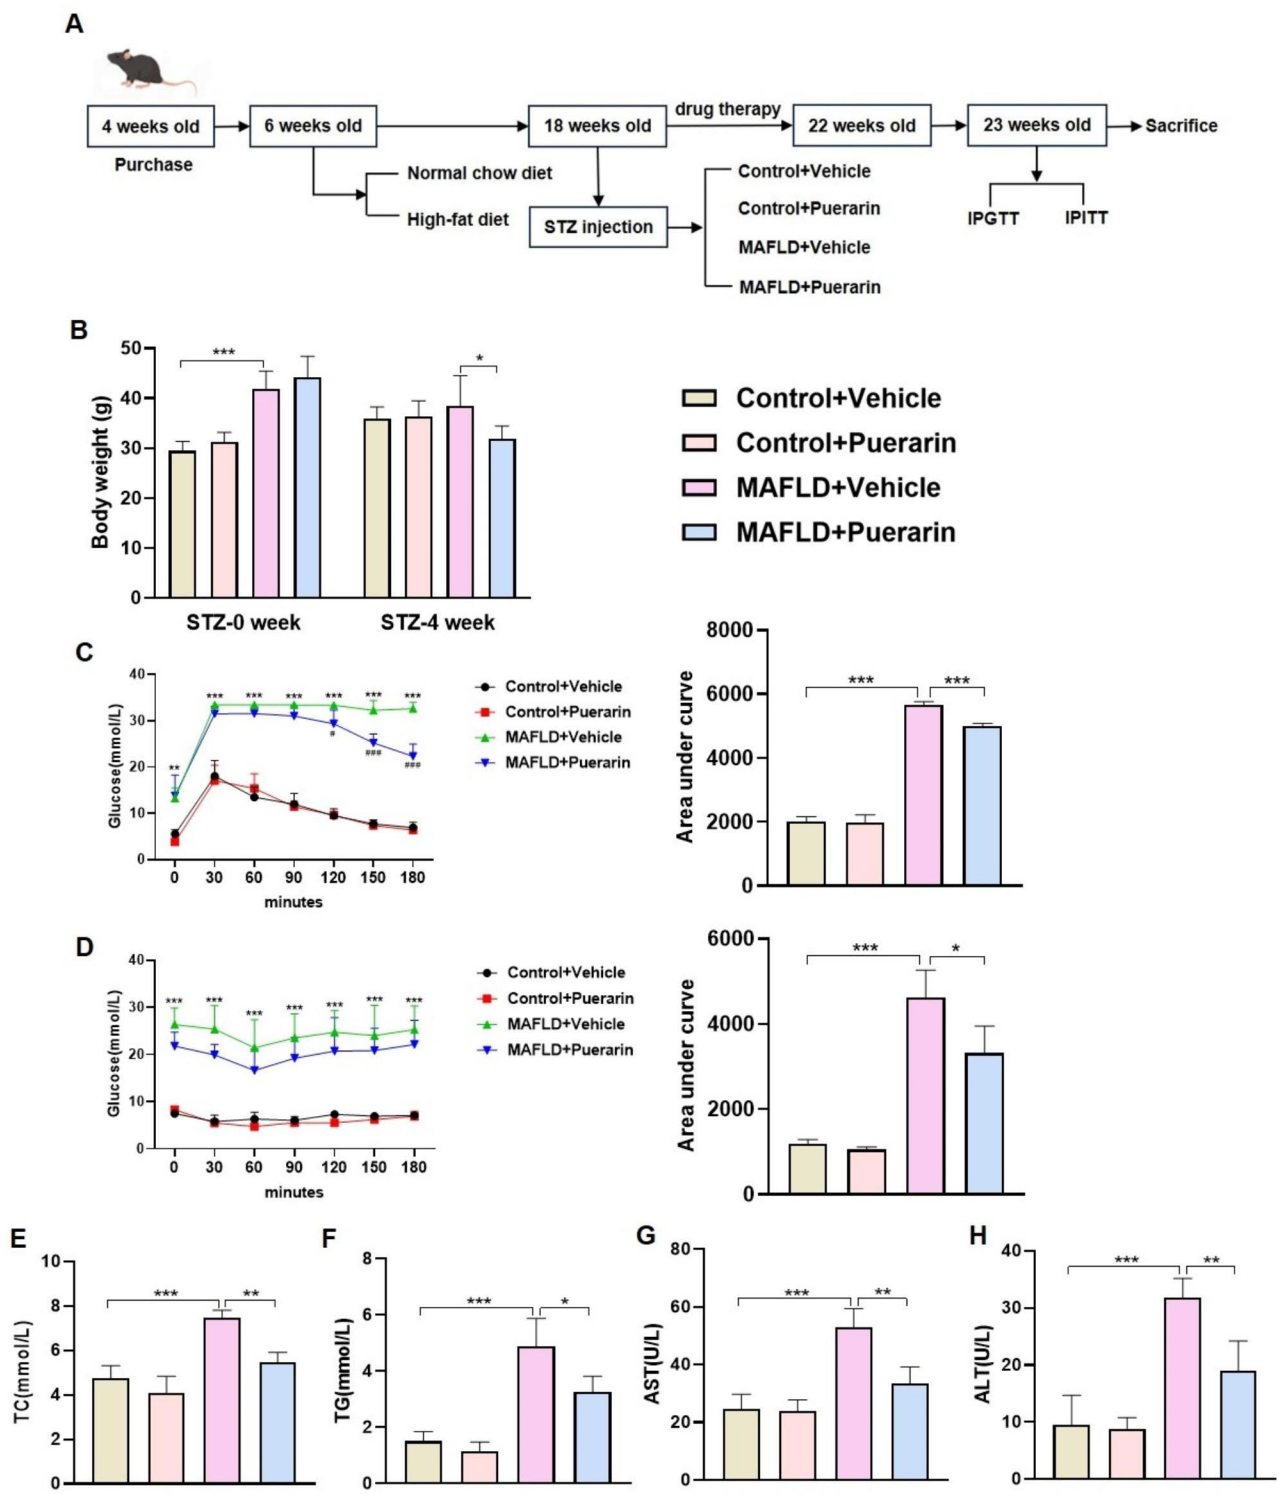 A
4 weeks old
6 weeks old
18 weeks old
drug therapy
22 weeks old
23 weeks old
Sacrifice
Purchase
Normal chow diet
High-fat diet
STZ injection
Control+Vehicle
Control+Puerarin
MAFLD+Vehicle
MAFLD+Puerarin
IPGTT
IPITT
B
Body weight (g)
50
40
30
20
10
0
***
*
STZ-0 week
STZ-4 week
Control+Vehicle
Control+Puerarin
MAFLD+Vehicle
MAFLD+Puerarin
C
Glucose(mmol/L)
40
30
20
10
0
** *** *** *** *** *** ***
# ### ###
0 30 60 90 120 150 180
minutes
Control+Vehicle
Control+Puerarin
MAFLD+Vehicle
MAFLD+Puerarin
Area under curve
8000
6000
4000
2000
0
*** ***
D
Glucose(mmol/L)
40
30
20
10
0
*** *** *** *** *** *** ***
0 30 60 90 120 150 180
minutes
Control+Vehicle
Control+Puerarin
MAFLD+Vehicle
MAFLD+Puerarin
Area under curve
6000
4000
2000
0
*** *
E
TC(mmol/L)
10
8
6
4
2
0
*** **
F
TG(mmol/L)
8
6
4
2
0
*** *
G
AST(U/L)
80
60
40
20
0
*** **
H
ALT(U/L)
40
30
20
10
0
*** **